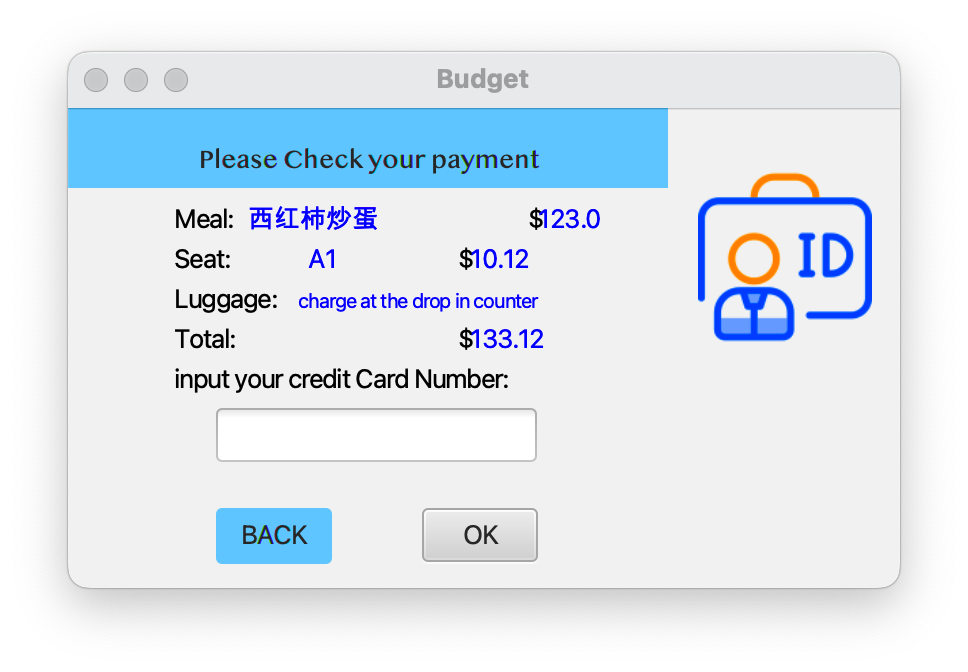 Budget
Please Check your payment
Meal: 西红柿炒蛋 $123.0
Seat: A1 $10.12
Luggage: charge at the drop in counter
Total: $133.12
input your credit Card Number:
BACK OK
ID